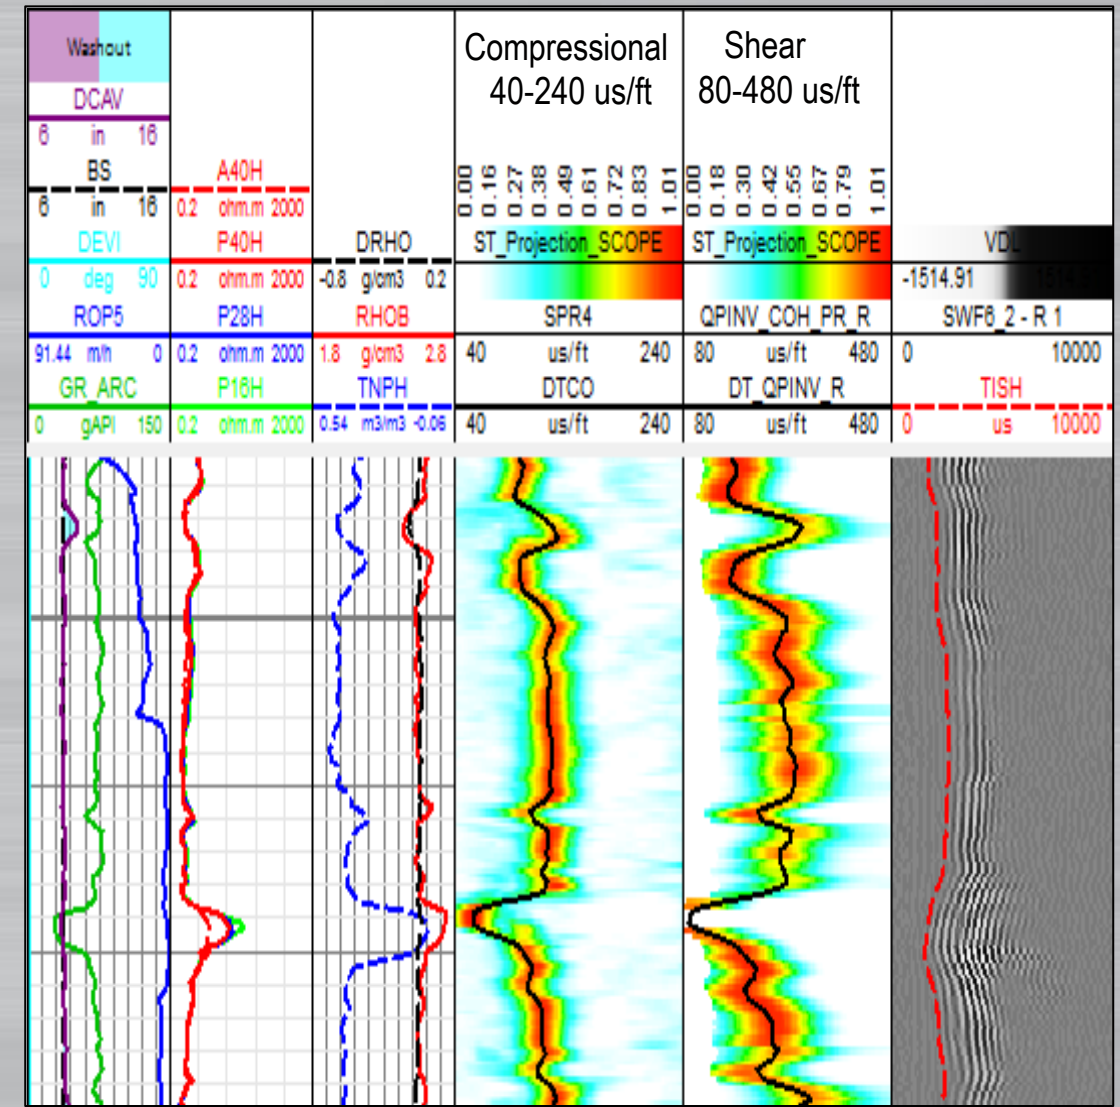 Washout
DCAV
6 in 16
BS
6 in 16
DEVI
0 deg 90
ROP5
91.44 m/h 0
GR_ARC
0 gAPI 150
A40H
0.2 ohm.m 2000
P40H
0.2 ohm.m 2000
P28H
0.2 ohm.m 2000
P16H
0.2 ohm.m 2000
DRHO
-0.8 g/cm3 0.2
RHOB
1.8 g/cm3 2.8
TNPH
0.54 m3/m3 -0.06
Compressional
40-240 us/ft
0.00
0.16
0.27
0.38
0.49
0.61
0.72
0.83
1.01
ST_Projection_SCOPE
SPR4
40 us/ft 240
DTCO
40 us/ft 240
Shear
80-480 us/ft
0.00
0.18
0.30
0.42
0.55
0.67
0.79
1.01
ST_Projection_SCOPE
QPINV_COH_PR_R
80 us/ft 480
DT_QPINV_R
80 us/ft 480
VDL
-1514.91
SWF6_2 - R 1
0 10000
TISH
0 us 10000